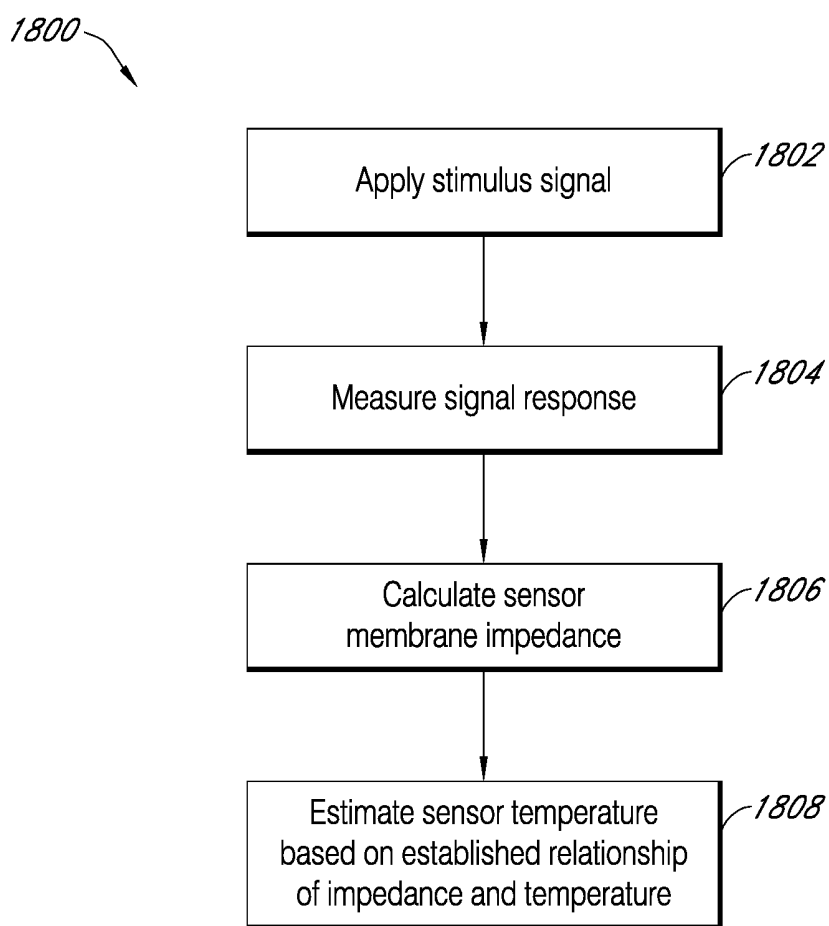 1800
Apply stimulus signal
1802
Measure signal response
1804
Calculate sensor
membrane impedance
1806
Estimate sensor temperature
based on established relationship
of impedance and temperature
1808